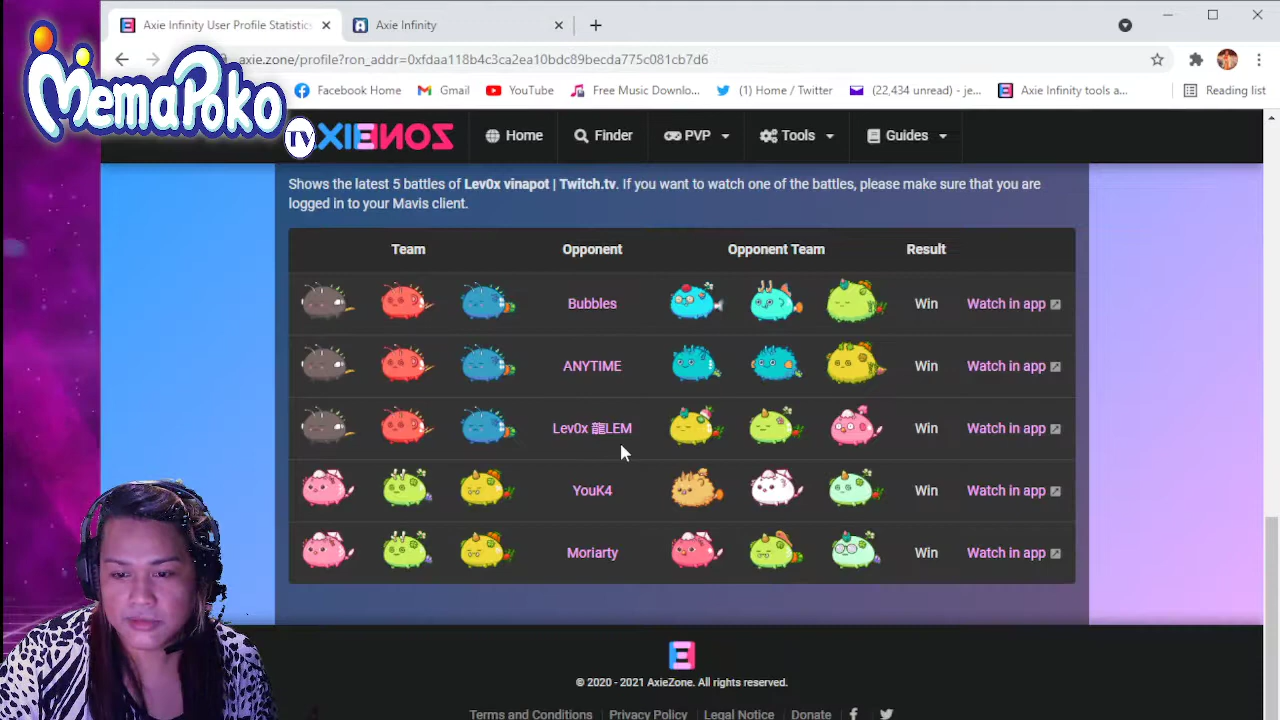 Axie Infinity User Profile Statistics
Axie Infinity
axie.zone/profile?ron_addr=0xfdaa118b4c3ca2ea10bdc89becda775c081cb7d6
Facebook Home
Gmail
YouTube
Free Music Downlo...
(1) Home / Twitter
(22,434 unread) - je...
Axie Infinity tools a...
Reading list
MemaPoko
TV
AXIEZONE
Home
Finder
PVP
Tools
Guides
Shows the latest 5 battles of Lev0x vinapot | Twitch.tv. If you want to watch one of the battles, please make sure that you are
logged in to your Mavis client.
Team Opponent Opponent Team Result
Bubbles Win Watch in app
ANYTIME Win Watch in app
Lev0x 龍LEM Win Watch in app
YouK4 Win Watch in app
Moriarty Win Watch in app
© 2020 - 2021 AxieZone. All rights reserved.
Terms and Conditions Privacy Policy Legal Notice Donate